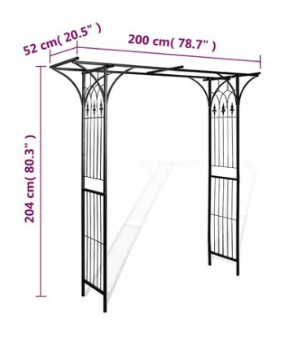 52 cm( 20.5" )
200 cm( 78.7" )
204 cm( 80.3" )